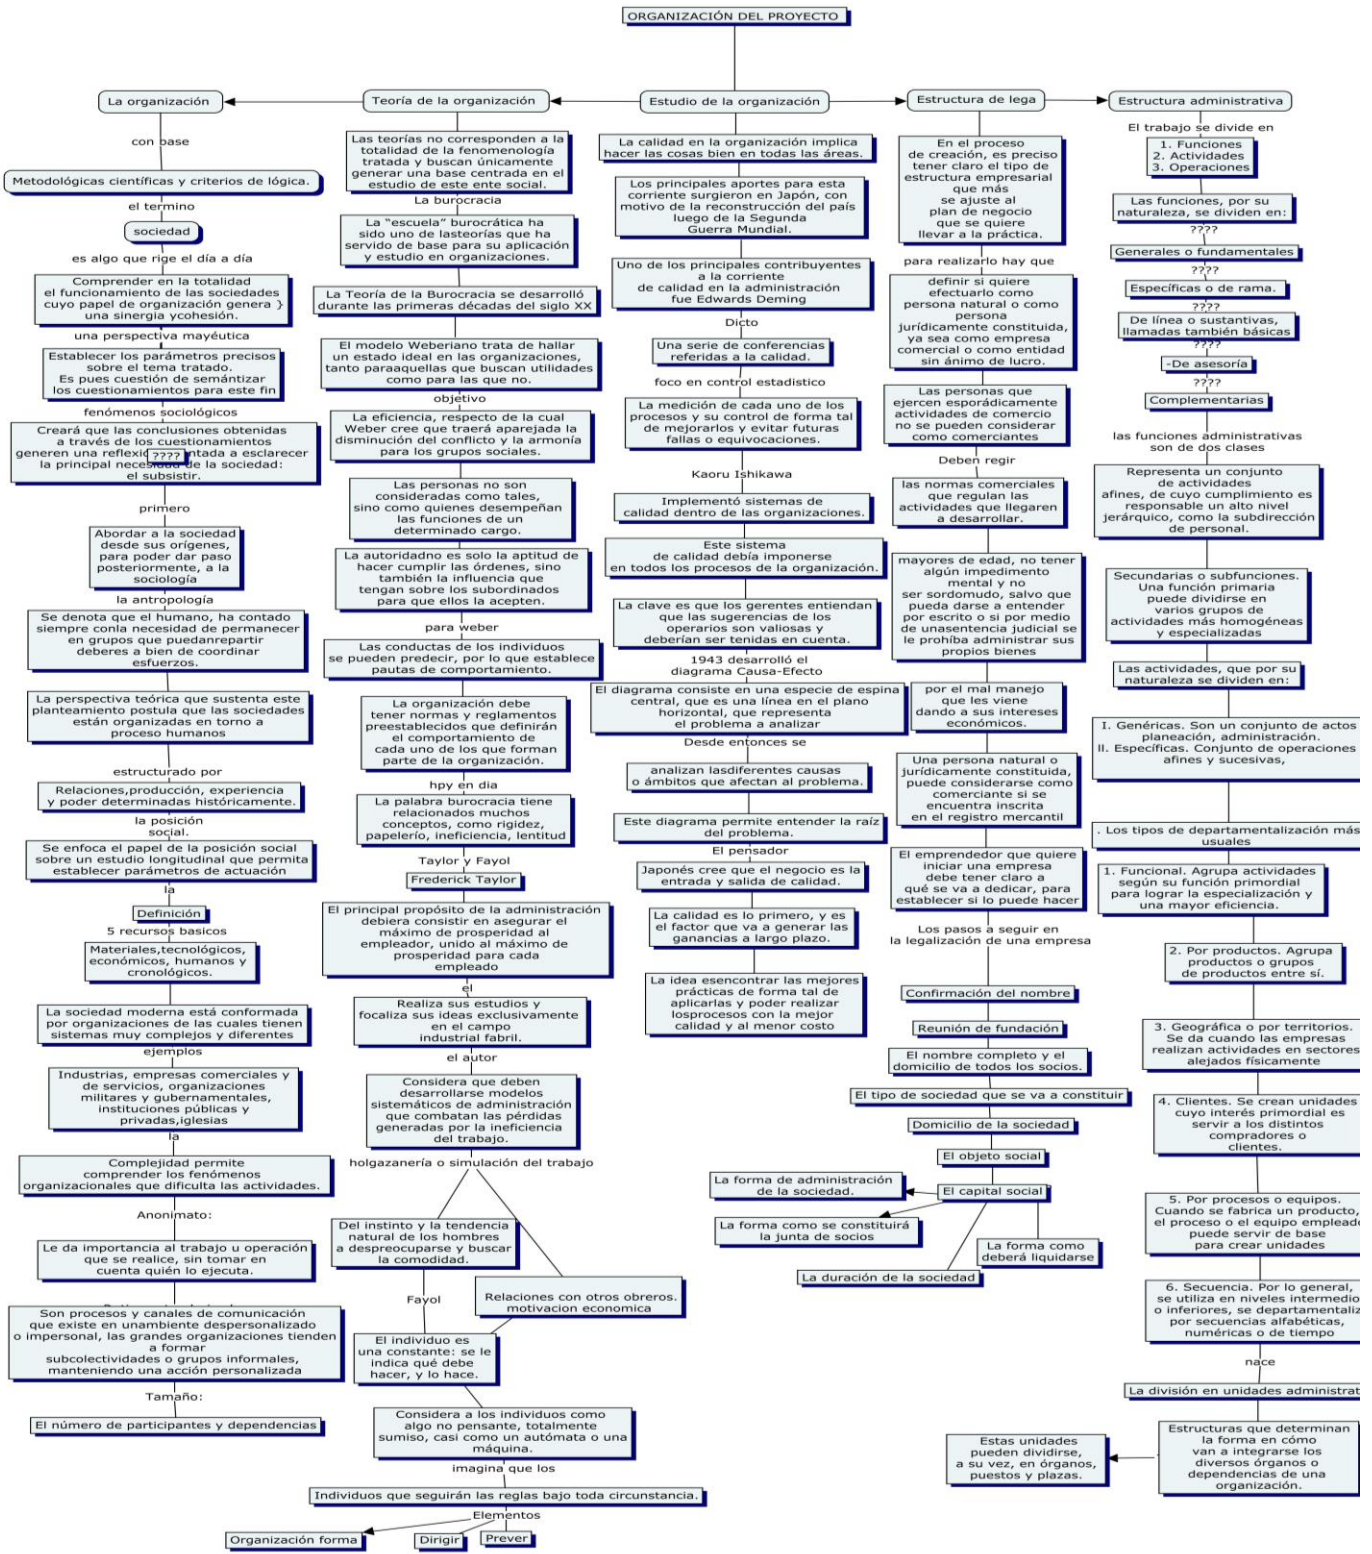 ORGANIZACIÓN DEL PROYECTO
La organización
con base
Metodológicas científicas y criterios de lógica.
el termino
sociedad
es algo que rige el día a día
Comprender en la totalidad
el funcionamiento de las sociedades
cuyo papel de organización genera }
una sinergia ycohesión.
una perspectiva mayéutica
Establecer los parámetros precisos
sobre el tema tratado.
Es pues cuestión de semántizar
los cuestionamientos para este fin
fenómenos sociológicos
Creará que las conclusiones obtenidas
a través de los cuestionamientos
generen una ntada a esclarecer
????
la principal de la sociedad:
el subsistir.
primero
Abordar a la sociedad
desde sus orígenes,
para poder dar paso
posteriormente, a la
sociología
la antropología
Se denota que el humano, ha contado
siempre conla necesidad de permanecer
en grupos que puedanrepartir
deberes a bien de coordinar
esfuerzos.
La perspectiva teórica que sustenta este
planteamiento postula que las sociedades
están organizadas en torno a
proceso humanos
estructurado por
Relaciones,producción, experiencia
y poder determinadas históricamente.
la posición
social.
Se enfoca el papel de la posición social
sobre un estudio longitudinal que permita
establecer parámetros de actuación
la
Definición
5 recursos basicos
Materiales,tecnológicos,
económicos, humanos y
cronológicos.
La sociedad moderna está conformada
por organizaciones de las cuales tienen
sistemas muy complejos y diferentes
ejemplos
Industrias, empresas comerciales y
de servicios, organizaciones
militares y gubernamentales,
instituciones públicas y
privadas,iglesias
la
Complejidad permite
comprender los fenómenos
organizacionales que dificulta las actividades.
Anonimato:
Le da importancia al trabajo u operación
que se realice, sin tomar en
cuenta quién lo ejecuta.
Son procesos y canales de comunicación
que existe en unambiente despersonalizado
o impersonal, las grandes organizaciones tienden
a formar
subcolectividades o grupos informales,
manteniendo una acción personalizada
Tamaño:
El número de participantes y dependencias
Teoría de la organización
Las teorías no corresponden a la
totalidad de la fenomenología
tratada y buscan únicamente
generar una base centrada en el
estudio de este ente social.
La burocracia
La "escuela" burocrática ha
sido uno de lasteorías que ha
servido de base para su aplicación
y estudio en organizaciones.
La Teoría de la Burocracia se desarrolló
durante las primeras décadas del siglo XX
El modelo Weberiano trata de hallar
un estado ideal en las organizaciones,
tanto paraaquellas que buscan utilidades
como para las que no.
objetivo
La eficiencia, respecto de la cual
Weber cree que traerá aparejada la
disminución del conflicto y la armonía
para los grupos sociales.
Las personas no son
consideradas como tales,
sino como quienes desempeñan
las funciones de un
determinado cargo.
La autoridadno es solo la aptitud de
hacer cumplir las órdenes, sino
también la influencia que
tengan sobre los subordinados
para que ellos la acepten.
para weber
Las conductas de los individuos
se pueden predecir, por lo que establece
pautas de comportamiento.
La organización debe
tener normas y reglamentos
preestablecidos que definirán
el comportamiento de
cada uno de los que forman
parte de la organización.
hpy en dia
La palabra burocracia tiene
relacionados muchos
conceptos, como rigidez,
papelerío, ineficiencia, lentitud
Taylor y Fayol
Frederick Taylor
El principal propósito de la administración
debiera consistir en asegurar el
máximo de prosperidad al
empleador, unido al máximo de
prosperidad para cada
empleado
el
Realiza sus estudios y
focaliza sus ideas exclusivamente
en el campo
industrial fabril.
el autor
Considera que deben
desarrollarse modelos
sistemáticos de administración
que combatan las pérdidas
generadas por la ineficiencia
del trabajo.
holgazanería o simulación del trabajo
Del instinto y la tendencia
natural de los hombres
a despreocuparse y buscar
la comodidad.
Relaciones con otros obreros.
motivacion economica
Fayol
El individuo es
una constante: se le
indica qué debe
hacer, y lo hace.
Considera a los individuos como
algo no pensante, totalmente
sumiso, casi como un autómata o una
máquina.
imagina que los
Individuos que seguirán las reglas bajo toda circunstancia.
Elementos
Organización forma
Dirigir
Prever
Estudio de la organización
La calidad en la organización implica
hacer las cosas bien en todas las áreas.
Los principales aportes para esta
corriente surgieron en Japón, con
motivo de la reconstrucción del país
luego de la Segunda
Guerra Mundial.
Uno de los principales contribuyentes
a la corriente
de calidad en la administración
fue Edwards Deming
Dicto
Una serie de conferencias
referidas a la calidad.
foco en control estadistico
La medición de cada uno de los
procesos y su control de forma tal
de mejorarlos y evitar futuras
fallas o equivocaciones.
Kaoru Ishikawa
Implementó sistemas de
calidad dentro de las organizaciones.
Este sistema
de calidad debía imponerse
en todos los procesos de la organización.
La clave es que los gerentes entiendan
que las sugerencias de los
operarios son valiosas y
deberían ser tenidas en cuenta.
1943 desarrolló el
diagrama Causa-Efecto
El diagrama consiste en una especie de espina
central, que es una línea en el plano
horizontal, que representa
el problema a analizar
Desde entonces se
analizan lasdiferentes causas
o ámbitos que afectan al problema.
Este diagrama permite entender la raíz
del problema.
El pensador
Japonés cree que el negocio es la
entrada y salida de calidad.
La calidad es lo primero, y es
el factor que va a generar las
ganancias a largo plazo.
La idea esencontrar las mejores
prácticas de forma tal de
aplicarlas y poder realizar
losprocesos con la mejor
calidad y al menor costo
Estructura de lega
En el proceso
de creación, es preciso
tener claro el tipo de
estructura empresarial
que más
se ajuste al
plan de negocio
que se quiere
llevar a la práctica.
para realizarlo hay que
definir si quiere
efectuarlo como
persona natural o como
persona
jurídicamente constituida,
ya sea como empresa
comercial o como entidad
sin ánimo de lucro.
Las personas que
ejercen esporádicamente
actividades de comercio
no se pueden considerar
como comerciantes
Deben regir
las normas comerciales
que regulan las
actividades que llegaren
a desarrollar.
mayores de edad, no tener
algún impedimento
mental y no
ser sordomudo, salvo que
pueda darse a entender
por escrito o si por medio
de unasentencia judicial se
le prohíba administrar sus
propios bienes
por el mal manejo
que les viene
dando a sus intereses
económicos.
Una persona natural o
jurídicamente constituida,
puede considerarse como
comerciante si se
encuentra inscrita
en el registro mercantil
El emprendedor que quiere
iniciar una empresa
debe tener claro a
qué se va a dedicar, para
establecer si lo puede hacer
Los pasos a seguir en
la legalización de una empresa
Confirmación del nombre
Reunión de fundación
El nombre completo y el
domicilio de todos los socios.
El tipo de sociedad que se va a constituir
Domicilio de la sociedad
El objeto social
El capital social
La forma de administración
de la sociedad.
La forma como se constituirá
la junta de socios
La duración de la sociedad
La forma como
deberá liquidarse
Estructura administrativa
El trabajo se divide en
1. Funciones
2. Actividades
3. Operaciones
Las funciones, por su
naturaleza, se dividen en:
????
Generales o fundamentales
????
Específicas o de rama.
????
De línea o sustantivas,
llamadas también básicas
????
-De asesoría
????
Complementarias
las funciones administrativas
son de dos clases
Representa un conjunto
de actividades
afines, de cuyo cumplimiento es
responsable un alto nivel
jerárquico, como la subdirección
de personal.
Secundarias o subfunciones.
Una función primaria
puede dividirse en
varios grupos de
actividades más homogéneas
y especializadas
Las actividades, que por su
naturaleza se dividen en:
I. Genéricas. Son un conjunto de actos
planeación, administración.
II. Específicas. Conjunto de operaciones
afines y sucesivas,
. Los tipos de departamentalización más
usuales
1. Funcional. Agrupa actividades
según su función primordial
para lograr la especialización y
una mayor eficiencia.
2. Por productos. Agrupa
productos o grupos
de productos entre sí.
3. Geográfica o por territorios.
Se da cuando las empresas
realizan actividades en sectores
alejados físicamente
4. Clientes. Se crean unidades
cuyo interés primordial es
servir a los distintos
compradores o
clientes.
5. Por procesos o equipos.
Cuando se fabrica un producto,
el proceso o el equipo empleado
puede servir de base
para crear unidades
6. Secuencia. Por lo general,
se utiliza en niveles intermedio
o inferiores, se departamentaliz
por secuencias alfabéticas,
numéricas o de tiempo
nace
La división en unidades administrat
Estructuras que determinan
la forma en cómo
van a integrarse los
diversos órganos o
dependencias de una
organización.
Estas unidades
pueden dividirse,
a su vez, en órganos,
puestos y plazas.